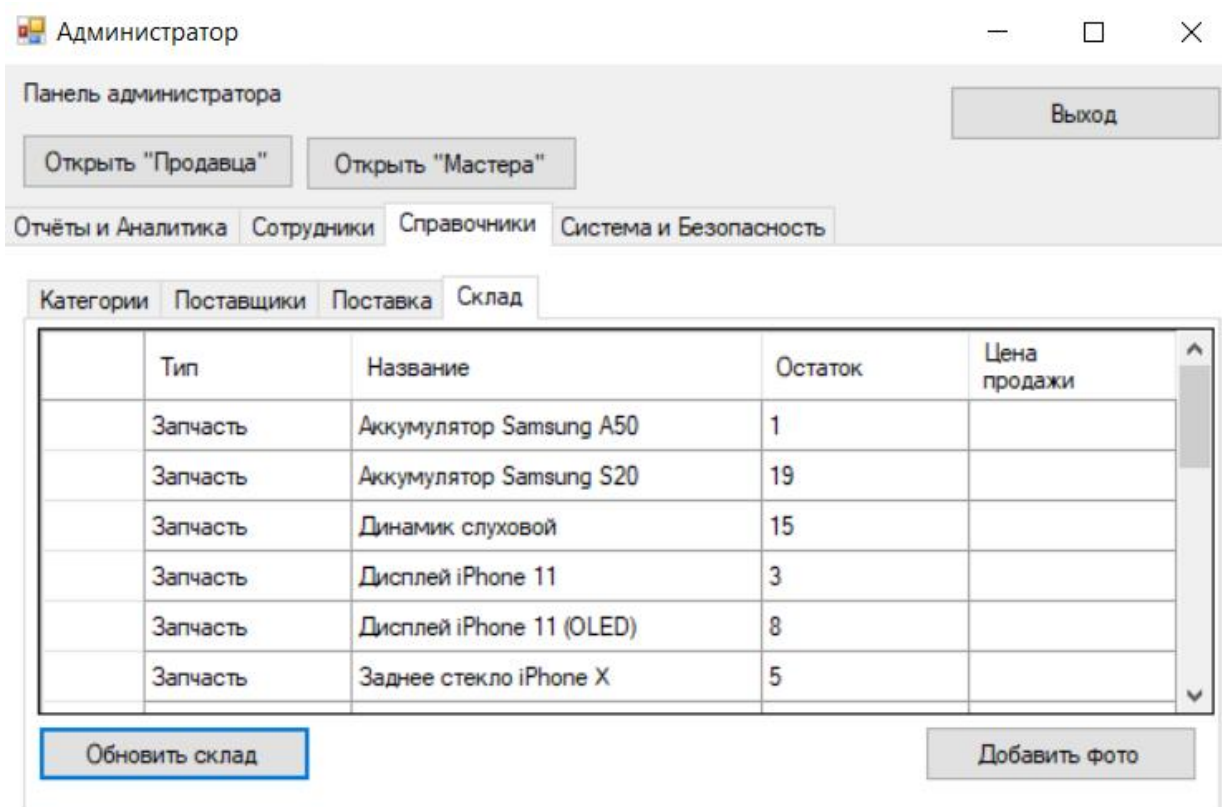 Администратор
Панель администратора
Выход
Открыть "Продавца" Открыть "Мастера"
Отчёты и Аналитика Сотрудники Справочники Система и Безопасность
Категории Поставщики Поставка Склад
Тип Название Остаток Цена продажи
Запчасть Аккумулятор Samsung A50 1
Запчасть Аккумулятор Samsung S20 19
Запчасть Динамик слуховой 15
Запчасть Дисплей iPhone 11 3
Запчасть Дисплей iPhone 11 (OLED) 8
Запчасть Заднее стекло iPhone X 5
Обновить склад Добавить фото